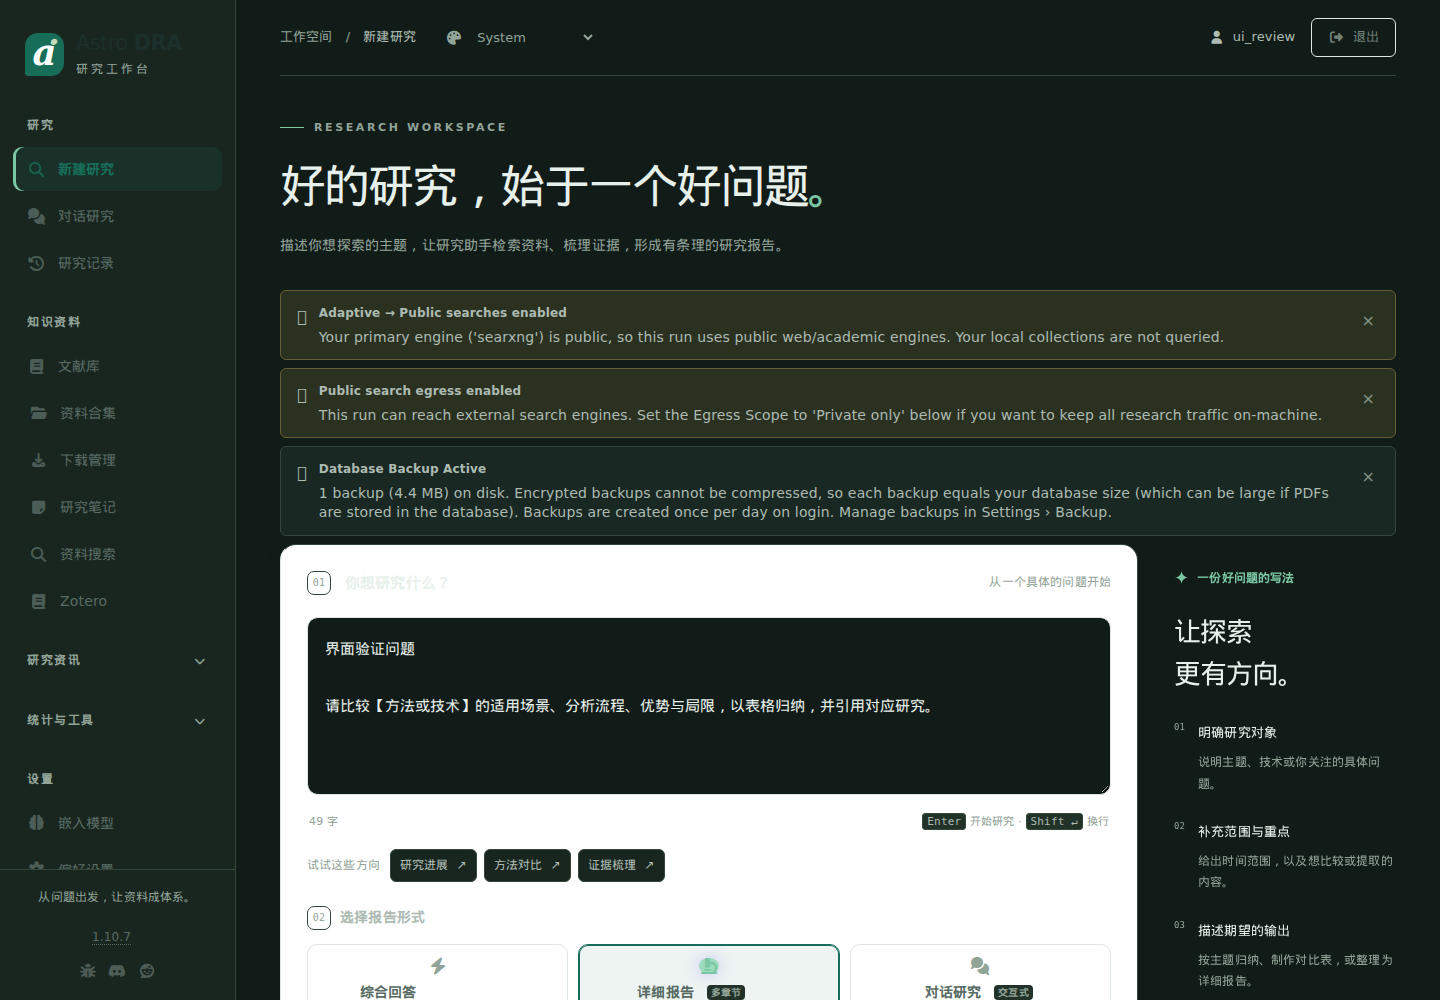 Astro DRA
研究工作台
研究
新建研究
对话研究
研究记录
知识资料
文献库
资料合集
下载管理
研究笔记
资料搜索
Zotero
研究资讯
统计与工具
设置
嵌入模型
偏好设置
从问题出发，让资料成体系。
1.10.7
工作空间 / 新建研究
System
ui_review
退出
RESEARCH WORKSPACE
好的研究，始于一个好问题。
描述你想探索的主题，让研究助手检索资料、梳理证据，形成有条理的研究报告。
Adaptive → Public searches enabled
Your primary engine ('searxng') is public, so this run uses public web/academic engines. Your local collections are not queried.
Public search egress enabled
This run can reach external search engines. Set the Egress Scope to 'Private only' below if you want to keep all research traffic on-machine.
Database Backup Active
1 backup (4.4 MB) on disk. Encrypted backups cannot be compressed, so each backup equals your database size (which can be large if PDFs
are stored in the database). Backups are created once per day on login. Manage backups in Settings › Backup.
01 你想研究什么？
从一个具体的问题开始
界面验证问题
请比较【方法或技术】的适用场景、分析流程、优势与局限，以表格归纳，并引用对应研究。
49 字
Enter 开始研究 · Shift ↵ 换行
试试这些方向 研究进展 ↗ 方法对比 ↗ 证据梳理 ↗
02 选择报告形式
综合回答
详细报告 多章节
对话研究 交互式
✦ 一份好问题的写法
让探索
更有方向。
01 明确研究对象
说明主题、技术或你关注的具体问
题。
02 补充范围与重点
给出时间范围，以及想比较或提取的
内容。
03 描述期望的输出
按主题归纳、制作对比表，或整理为
详细报告。